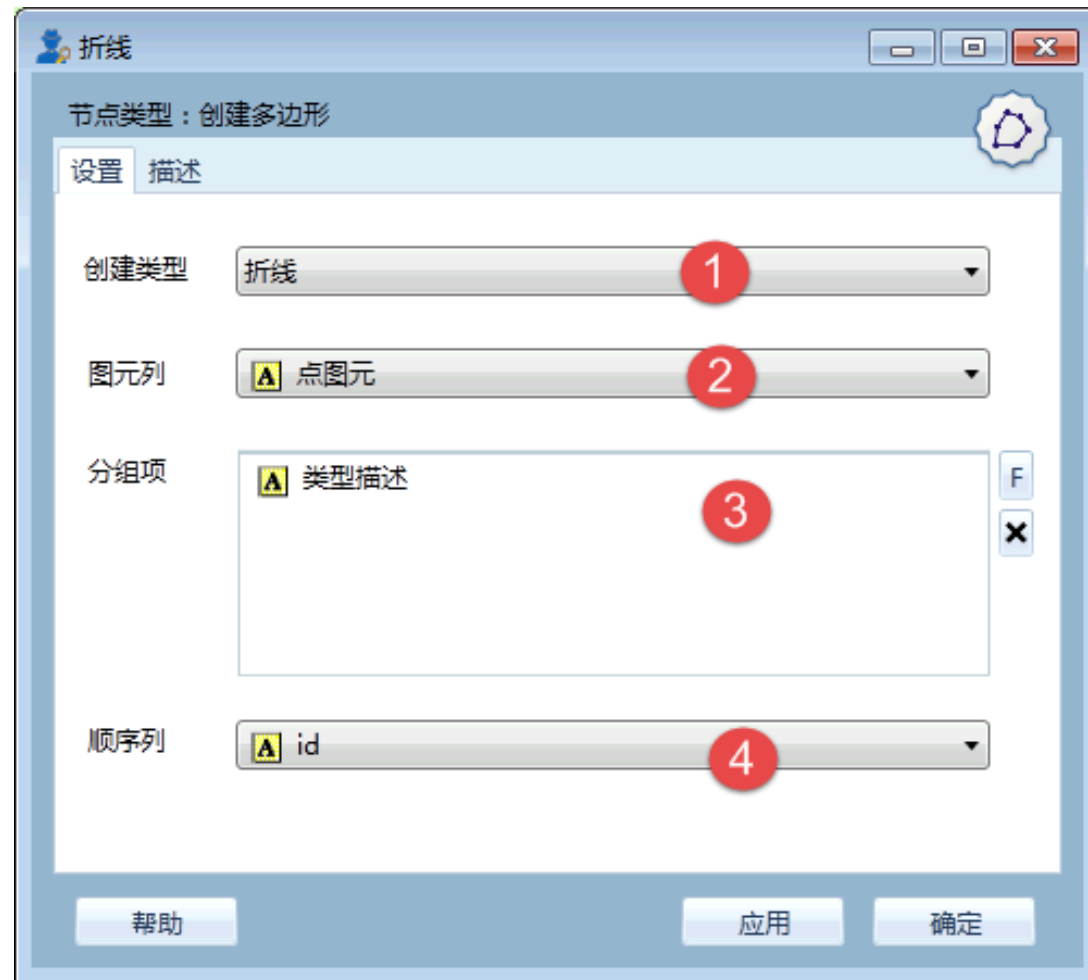 折线
节点类型：创建多边形
设置 描述
创建类型 折线 1
图元列 A 点图元 2
分组项 A 类型描述 3 F
顺序列 A id 4
帮助 应用 确定